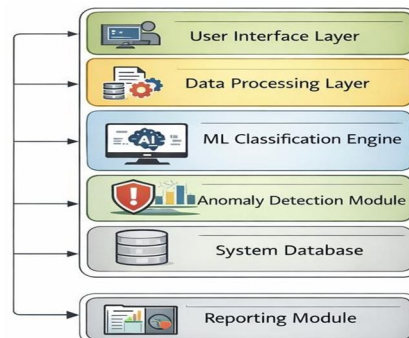 User Interface Layer
Data Processing Layer
AI
ML Classification Engine
Anomaly Detection Module
System Database
Reporting Module